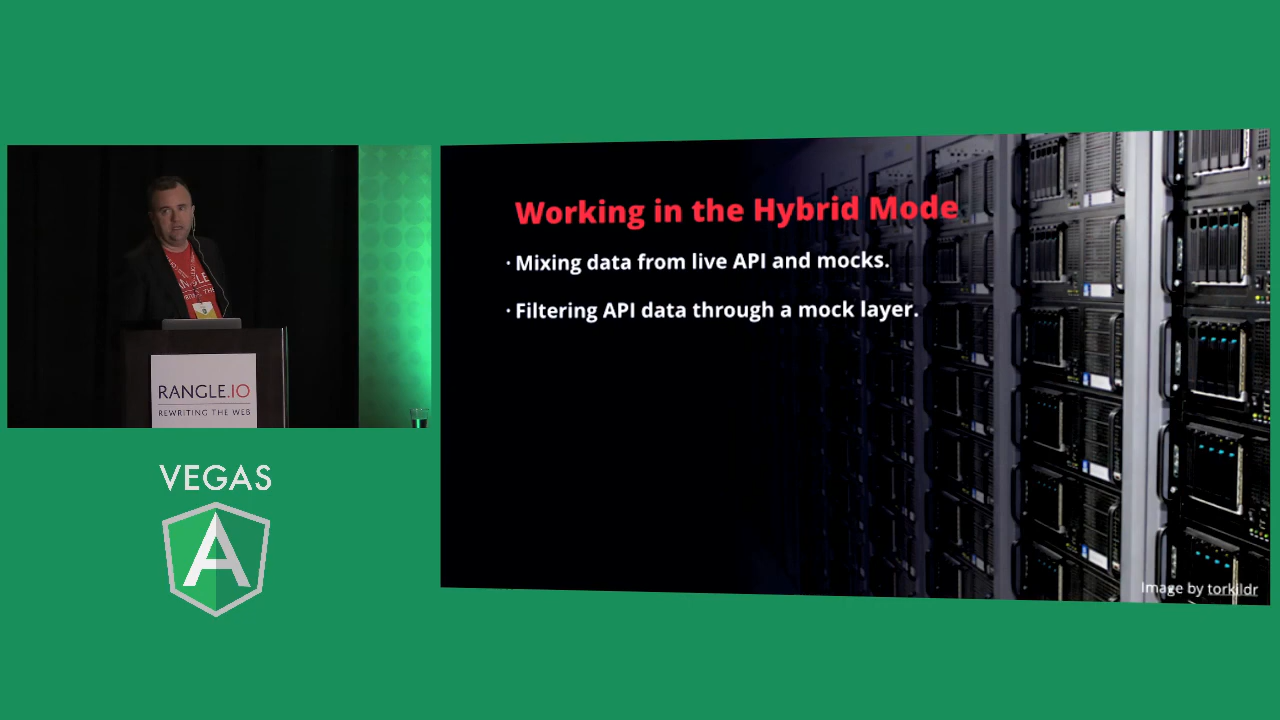 Working in the Hybrid Mode
· Mixing data from live API and mocks.
· Filtering API data through a mock layer.
Image by torkildr
RANGLE.IO
REWRITING THE WEB
VEGAS
A